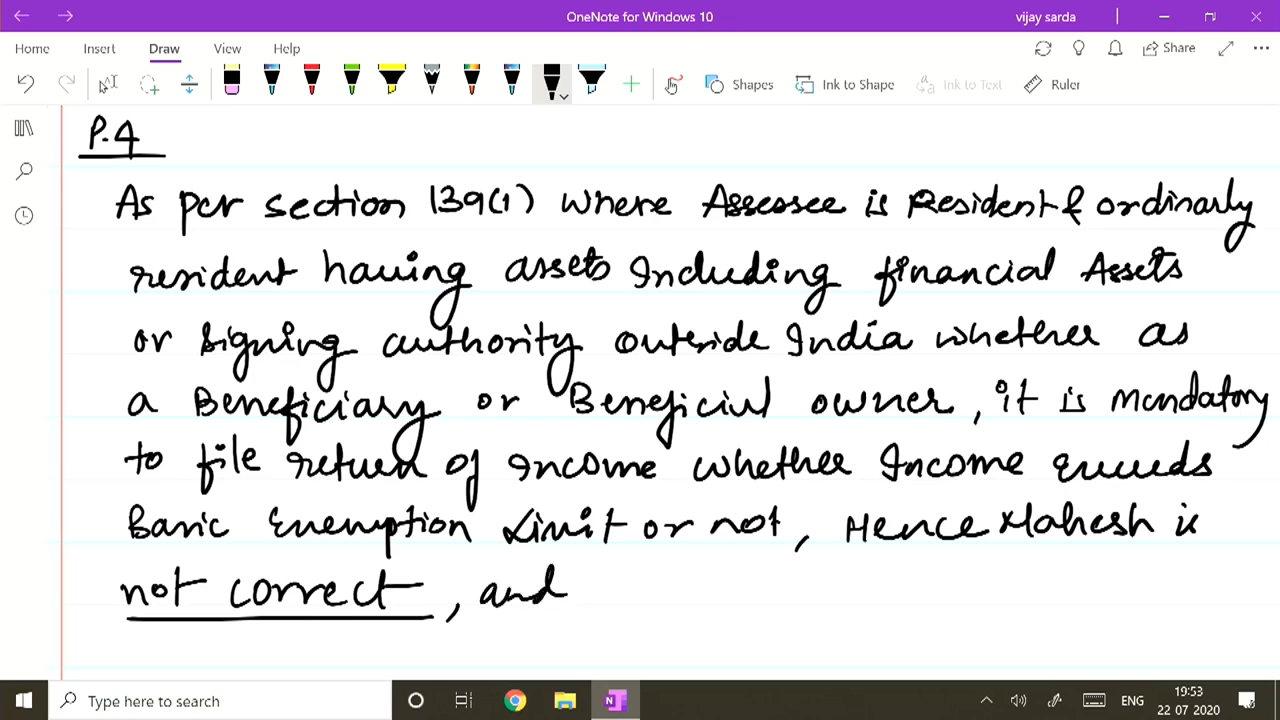 OneNote for Windows 10
vijay sarda
Home Insert Draw View Help
Share
Shapes
Ink to Shape
Ink to Text
Ruler
P.4
As per section 139(1) where Assessee is Resident & ordinarly
resident having assets Including financial Assets
or signing authority outside India whether as
a Beneficiary or Beneficial owner, it is mandatory
to file return of Income whether Income exceeds
Basic Exemption Limit or not, Hence Mahesh is
not correct, and
Type here to search
ENG
19:53
22 07 2020
3